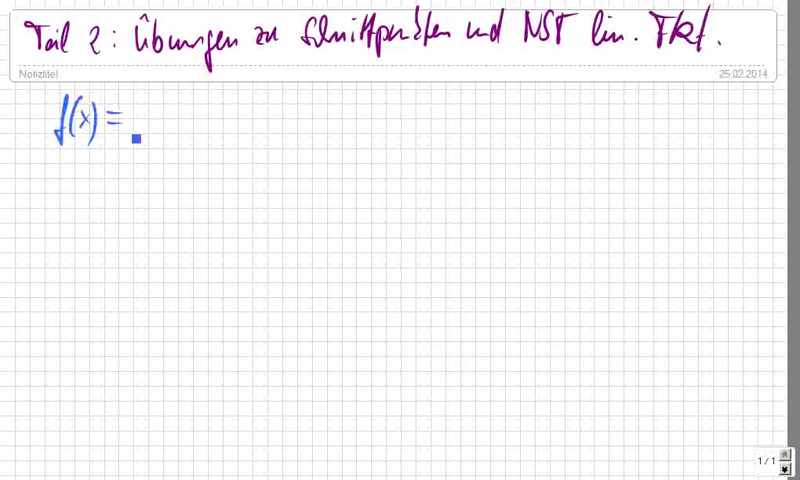 Teil 2: Übungen zu Schnittpunkten und NST lin. Fkt.
Notiztitel
25.02.2014
f(x) =
1/1